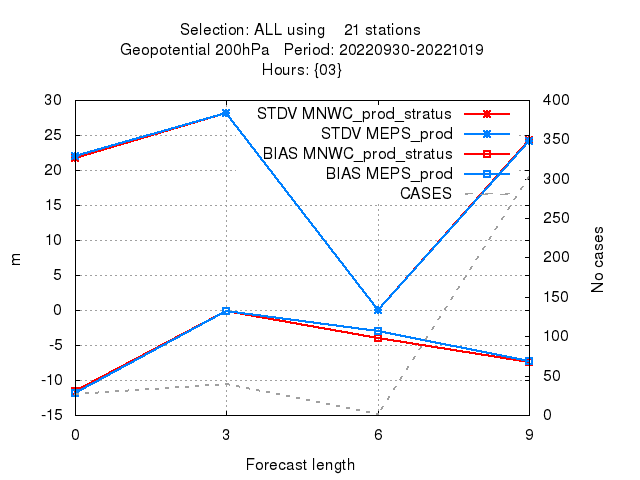 Selection: ALL using    21 stations
Geopotential 200hPa   Period: 20220930-20221019
Hours: {03}
STDV MNWC_prod_stratus
STDV MEPS_prod
BIAS MNWC_prod_stratus
BIAS MEPS_prod
CASES
30
25
20
15
10
5
0
-5
-10
-15
m
400
350
300
250
200
150
100
50
0
No cases
0 3 6 9
Forecast length